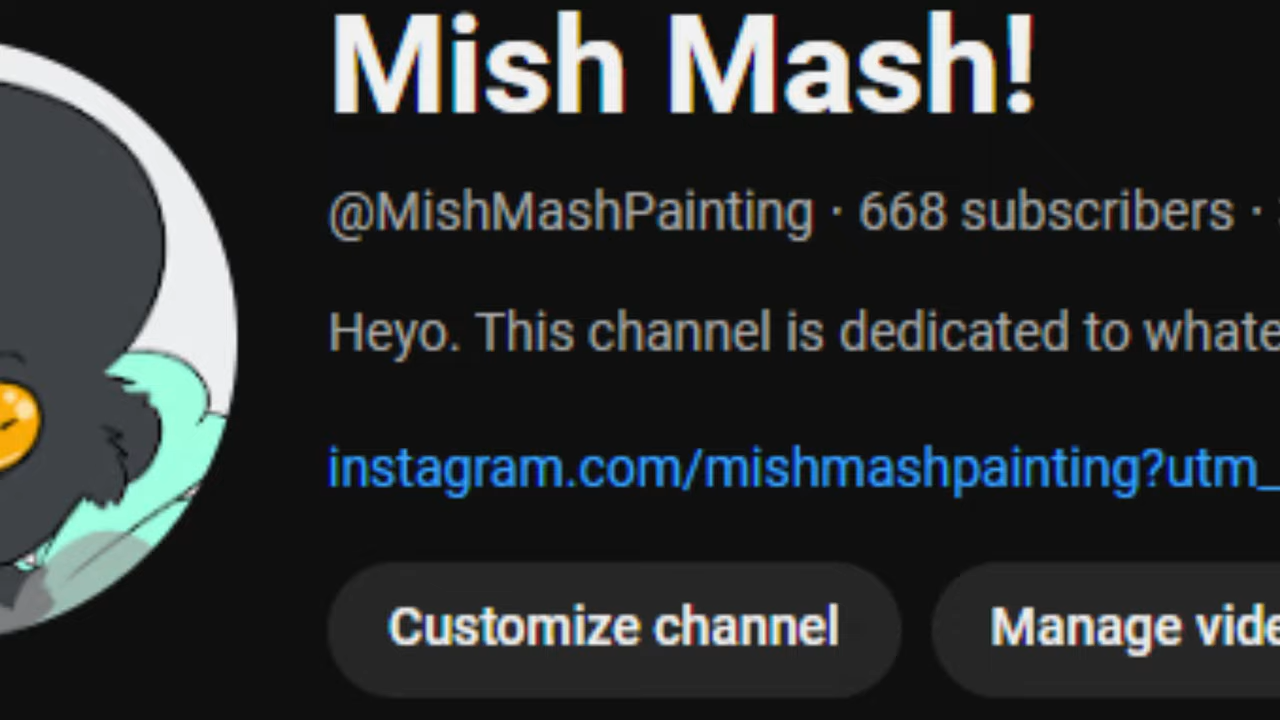 Mish Mash!
@MishMashPainting · 668 subscribers ·
Heyo. This channel is dedicated to whate
instagram.com/mishmashpainting?utm_
Customize channel Manage vide